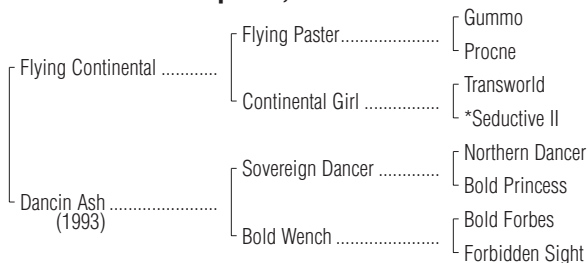 Gummo
Flying Paster......................
Procne
Flying Continental ............
Transworld
Continental Girl ................
*Seductive II
Northern Dancer
Sovereign Dancer .............
Bold Princess
Dancin Ash .......................
(1993)
Bold Forbes
Bold Wench ......................
Forbidden Sight